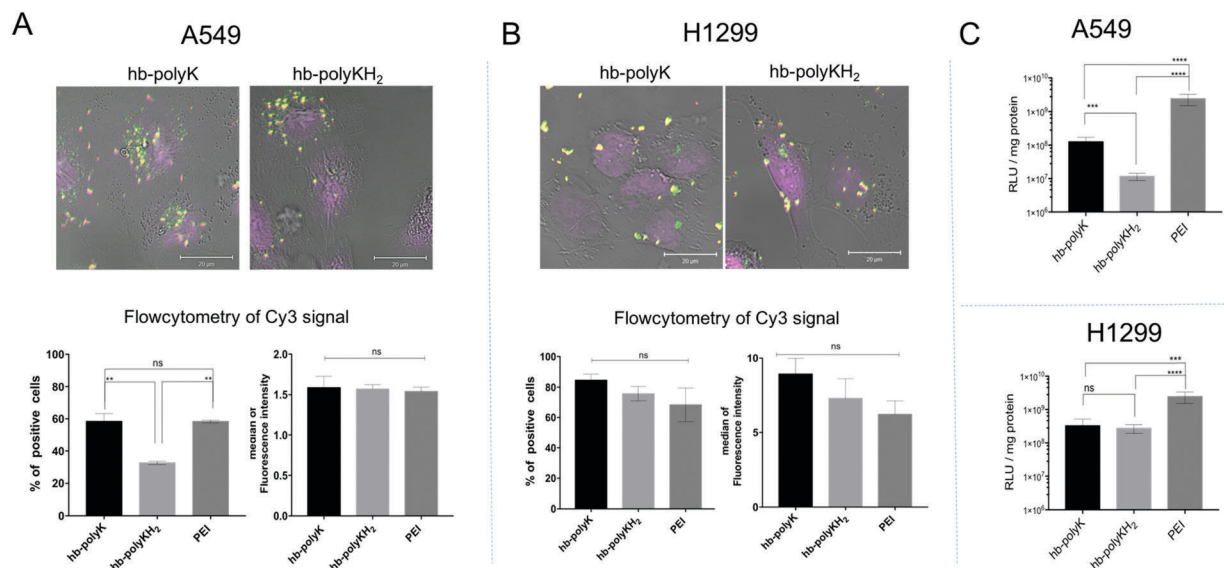 A
A549
hb-polyK
hb-polyKH2
20 µm
20 µm
Flowcytometry of Cy3 signal
% of positive cells
100
80
60
40
20
0
ns
**
**
hb-polyK
hb-polyKH2
PEI
median of
Fluorescence intensity
2.0
1.5
1.0
0.5
0.0
ns
hb-polyK
hb-polyKH2
PEI
B
H1299
hb-polyK
hb-polyKH2
20 µm
20 µm
Flowcytometry of Cy3 signal
% of positive cells
100
80
60
40
20
0
ns
hb-polyK
hb-polyKH2
PEI
median of
Fluorescence intensity
10
5
0
ns
hb-polyK
hb-polyKH2
PEI
C
A549
RLU / mg protein
1×10^10
1×10^9
1×10^8
1×10^7
1×10^6
****
****
***
hb-polyK
hb-polyKH2
PEI
H1299
RLU / mg protein
1×10^10
1×10^9
1×10^8
1×10^7
1×10^6
***
****
ns
hb-polyK
hb-polyKH2
PEI